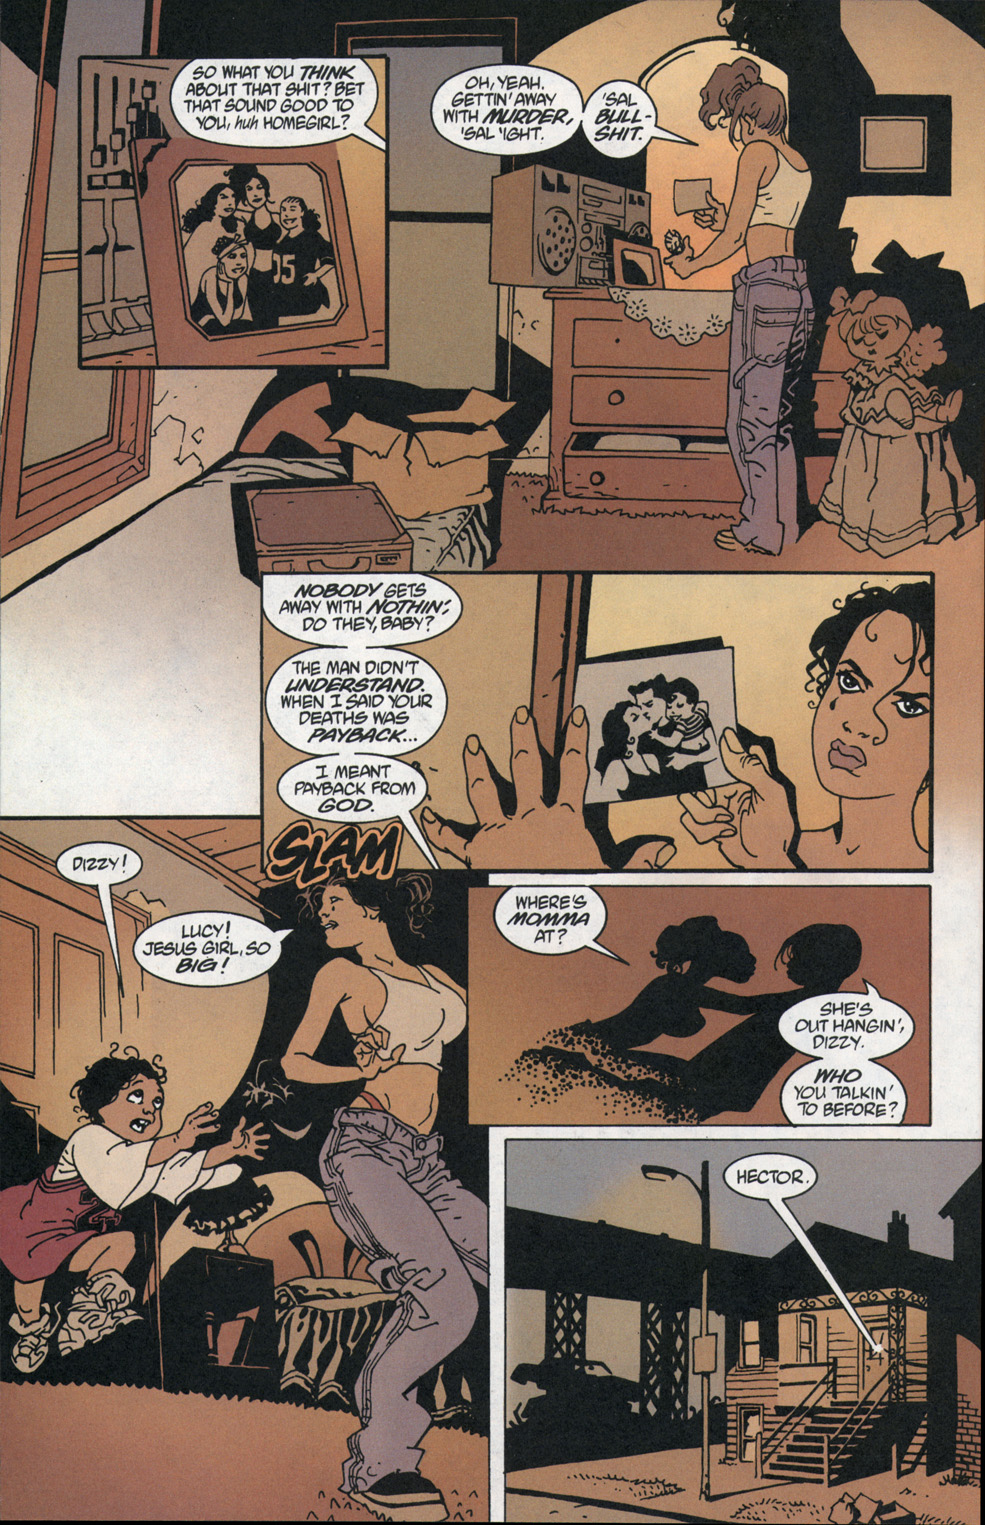 SO WHAT YOU THINK
ABOUT THAT SHIT? BET
THAT SOUND GOOD TO
YOU, huh HOMEGIRL?
05
OH, YEAH.
GETTIN' AWAY
WITH MURDER,
'SAL 'IGHT.
'SAL
BULL-
SHIT.
NOBODY GETS
AWAY WITH NOTHIN',
DO THEY, BABY?
THE MAN DIDN'T
UNDERSTAND.
WHEN I SAID YOUR
DEATHS WAS
PAYBACK...
I MEANT
PAYBACK FROM
GOD.
SLAM
DIZZY!
LUCY!
JESUS GIRL, SO
BIG!
WHERE'S
MOMMA
AT?
SHE'S
OUT HANGIN',
DIZZY.
WHO
YOU TALKIN'
TO BEFORE?
HECTOR.